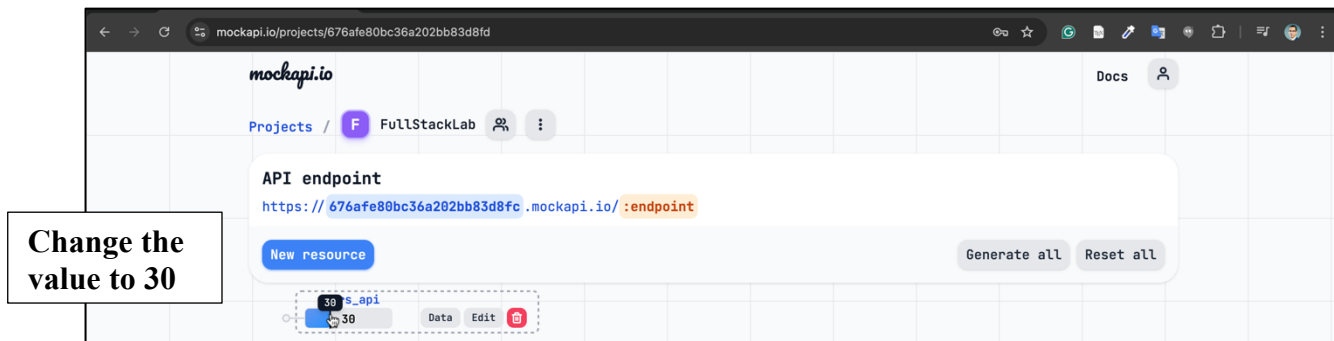 mockapi.io/projects/676afe80bc36a202bb83d8fd
mockapi.io
Docs
Projects / F FullStackLab
API endpoint
https://676afe80bc36a202bb83d8fc.mockapi.io/:endpoint
Change the
value to 30
New resource Generate all Reset all
30 rs_api
30 Data Edit